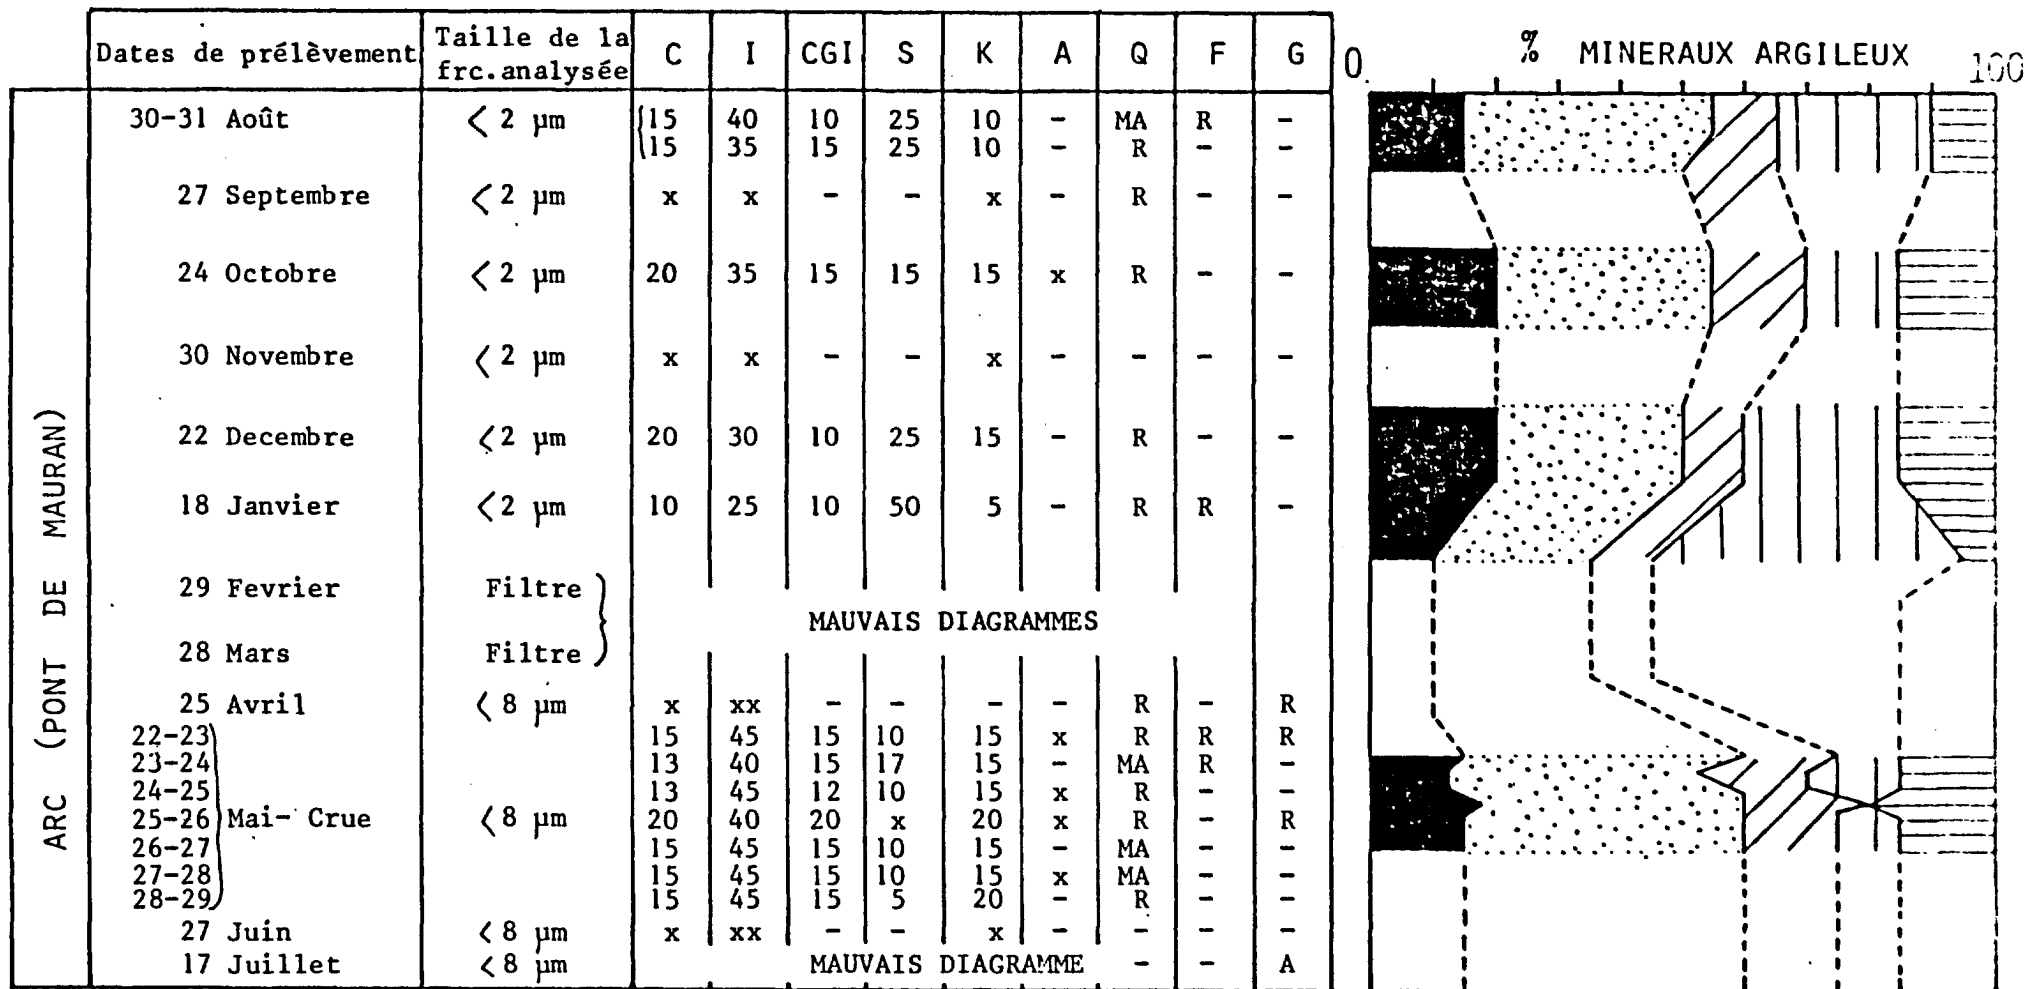 Dates de prélèvement Taille de la frc.analysée C I CGI S K A Q F G
0 % MINERAUX ARGILEUX 100
ARC (PONT DE MAURAN)
30-31 Août < 2 µm 15 40 10 25 10 - MA R -
15 35 15 25 10 - R - -
27 Septembre < 2 µm x x - - x - R - -
24 Octobre < 2 µm 20 35 15 15 15 x R - -
30 Novembre < 2 µm x x - - x - - - -
22 Decembre < 2 µm 20 30 10 25 15 - R - -
18 Janvier < 2 µm 10 25 10 50 5 - R R -
29 Fevrier Filtre
MAUVAIS DIAGRAMMES
28 Mars Filtre
25 Avril < 8 µm x xx - - - - R - R
22-23 15 45 15 10 15 x R R R
23-24 13 40 15 17 15 - MA R -
24-25 13 45 12 10 15 x R - -
25-26 Mai- Crue < 8 µm 20 40 20 x 20 x R - R
26-27 15 45 15 10 15 - MA - -
27-28 15 45 15 10 15 x MA - -
28-29 15 45 15 5 20 - R - -
27 Juin < 8 µm x xx - - x - - - -
17 Juillet < 8 µm MAUVAIS DIAGRAMME - - A